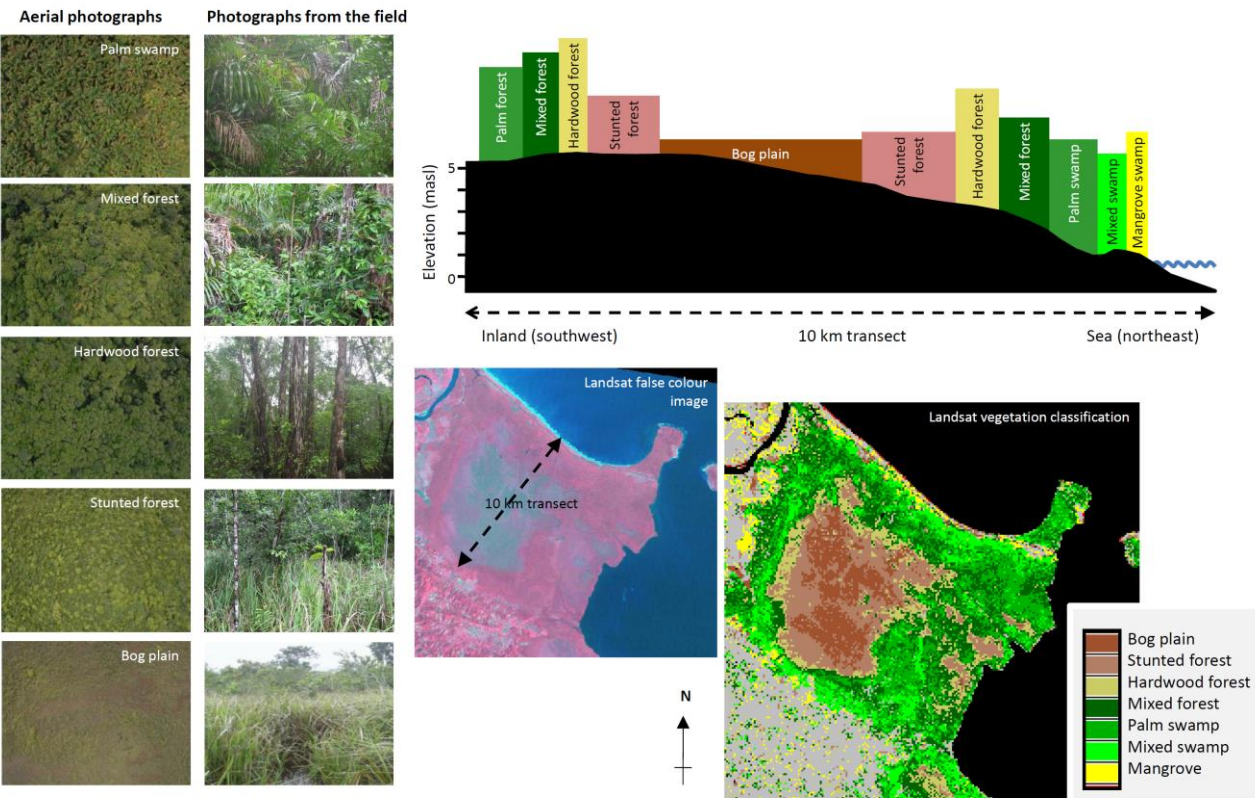 Aerial photographs
Photographs from the field
Palm swamp
Mixed forest
Hardwood forest
Stunted forest
Bog plain
Palm forest
Mixed forest
Hardwood forest
Stunted
forest
Bog plain
Stunted
forest
Hardwood forest
Mixed forest
Palm swamp
Mixed swamp
Mangrove swamp
Elevation (masl)
5
0
Inland (southwest)
10 km transect
Sea (northeast)
Landsat false colour
image
10 km transect
N
Landsat vegetation classification
Bog plain
Stunted forest
Hardwood forest
Mixed forest
Palm swamp
Mixed swamp
Mangrove